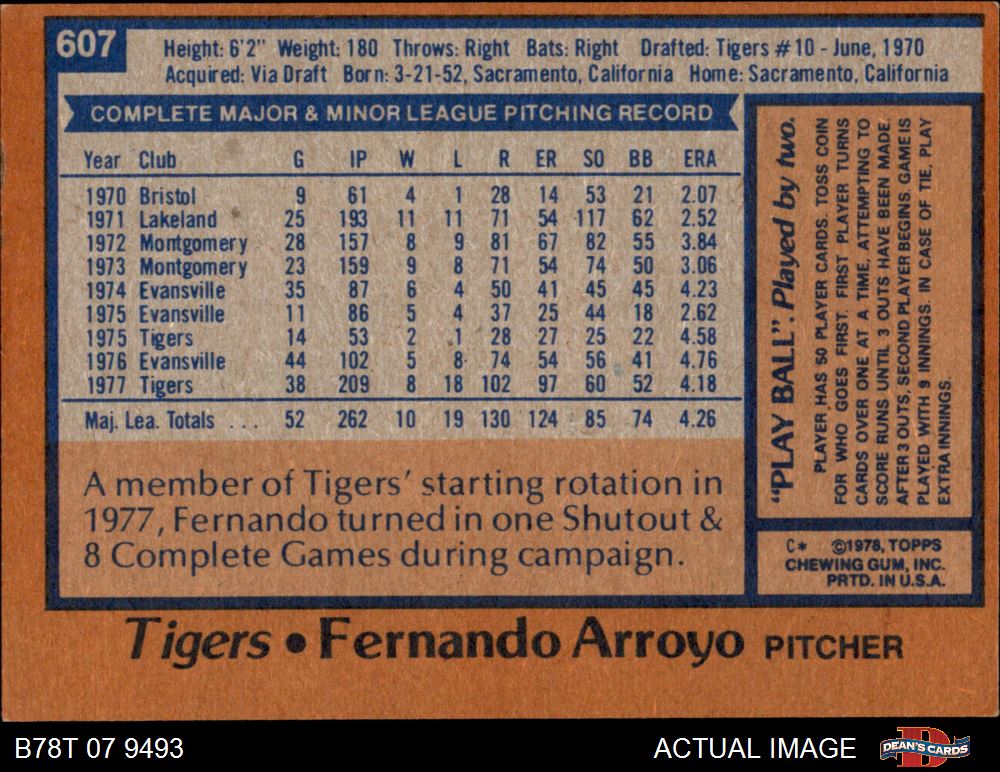 607
Height: 6'2" Weight: 180 Throws: Right Bats: Right Drafted: Tigers #10 - June, 1970
Acquired: Via Draft Born: 3-21-52, Sacramento, California Home: Sacramento, California
COMPLETE MAJOR & MINOR LEAGUE PITCHING RECORD
Year Club G IP W L R ER SO BB ERA
1970 Bristol 9 61 4 1 28 14 53 21 2.07
1971 Lakeland 25 193 11 11 71 54 117 62 2.52
1972 Montgomery 28 157 8 9 81 67 82 55 3.84
1973 Montgomery 23 159 9 8 71 54 74 50 3.06
1974 Evansville 35 87 6 4 50 41 45 45 4.23
1975 Evansville 11 86 5 4 37 25 44 18 2.62
1975 Tigers 14 53 2 1 28 27 25 22 4.58
1976 Evansville 44 102 5 8 74 54 56 41 4.76
1977 Tigers 38 209 8 18 102 97 60 52 4.18
Maj. Lea. Totals ... 52 262 10 19 130 124 85 74 4.26
A member of Tigers' starting rotation in
1977, Fernando turned in one Shutout &
8 Complete Games during campaign.
"PLAY BALL". Played by two.
PLAYER HAS 50 PLAYER CARDS. TOSS COIN
FOR WHO GOES FIRST. FIRST PLAYER TURNS
CARDS OVER ONE AT A TIME, ATTEMPTING TO
SCORE RUNS UNTIL 3 OUTS HAVE BEEN MADE.
AFTER 3 OUTS, SECOND PLAYER BEGINS. GAME IS
PLAYED WITH 9 INNINGS. IN CASE OF TIE, PLAY
EXTRA INNINGS.
C* ©1978, TOPPS
CHEWING GUM, INC.
PRTD. IN U.S.A.
Tigers • Fernando Arroyo PITCHER
B78T 07 9493 ACTUAL IMAGE D DEAN'S CARDS